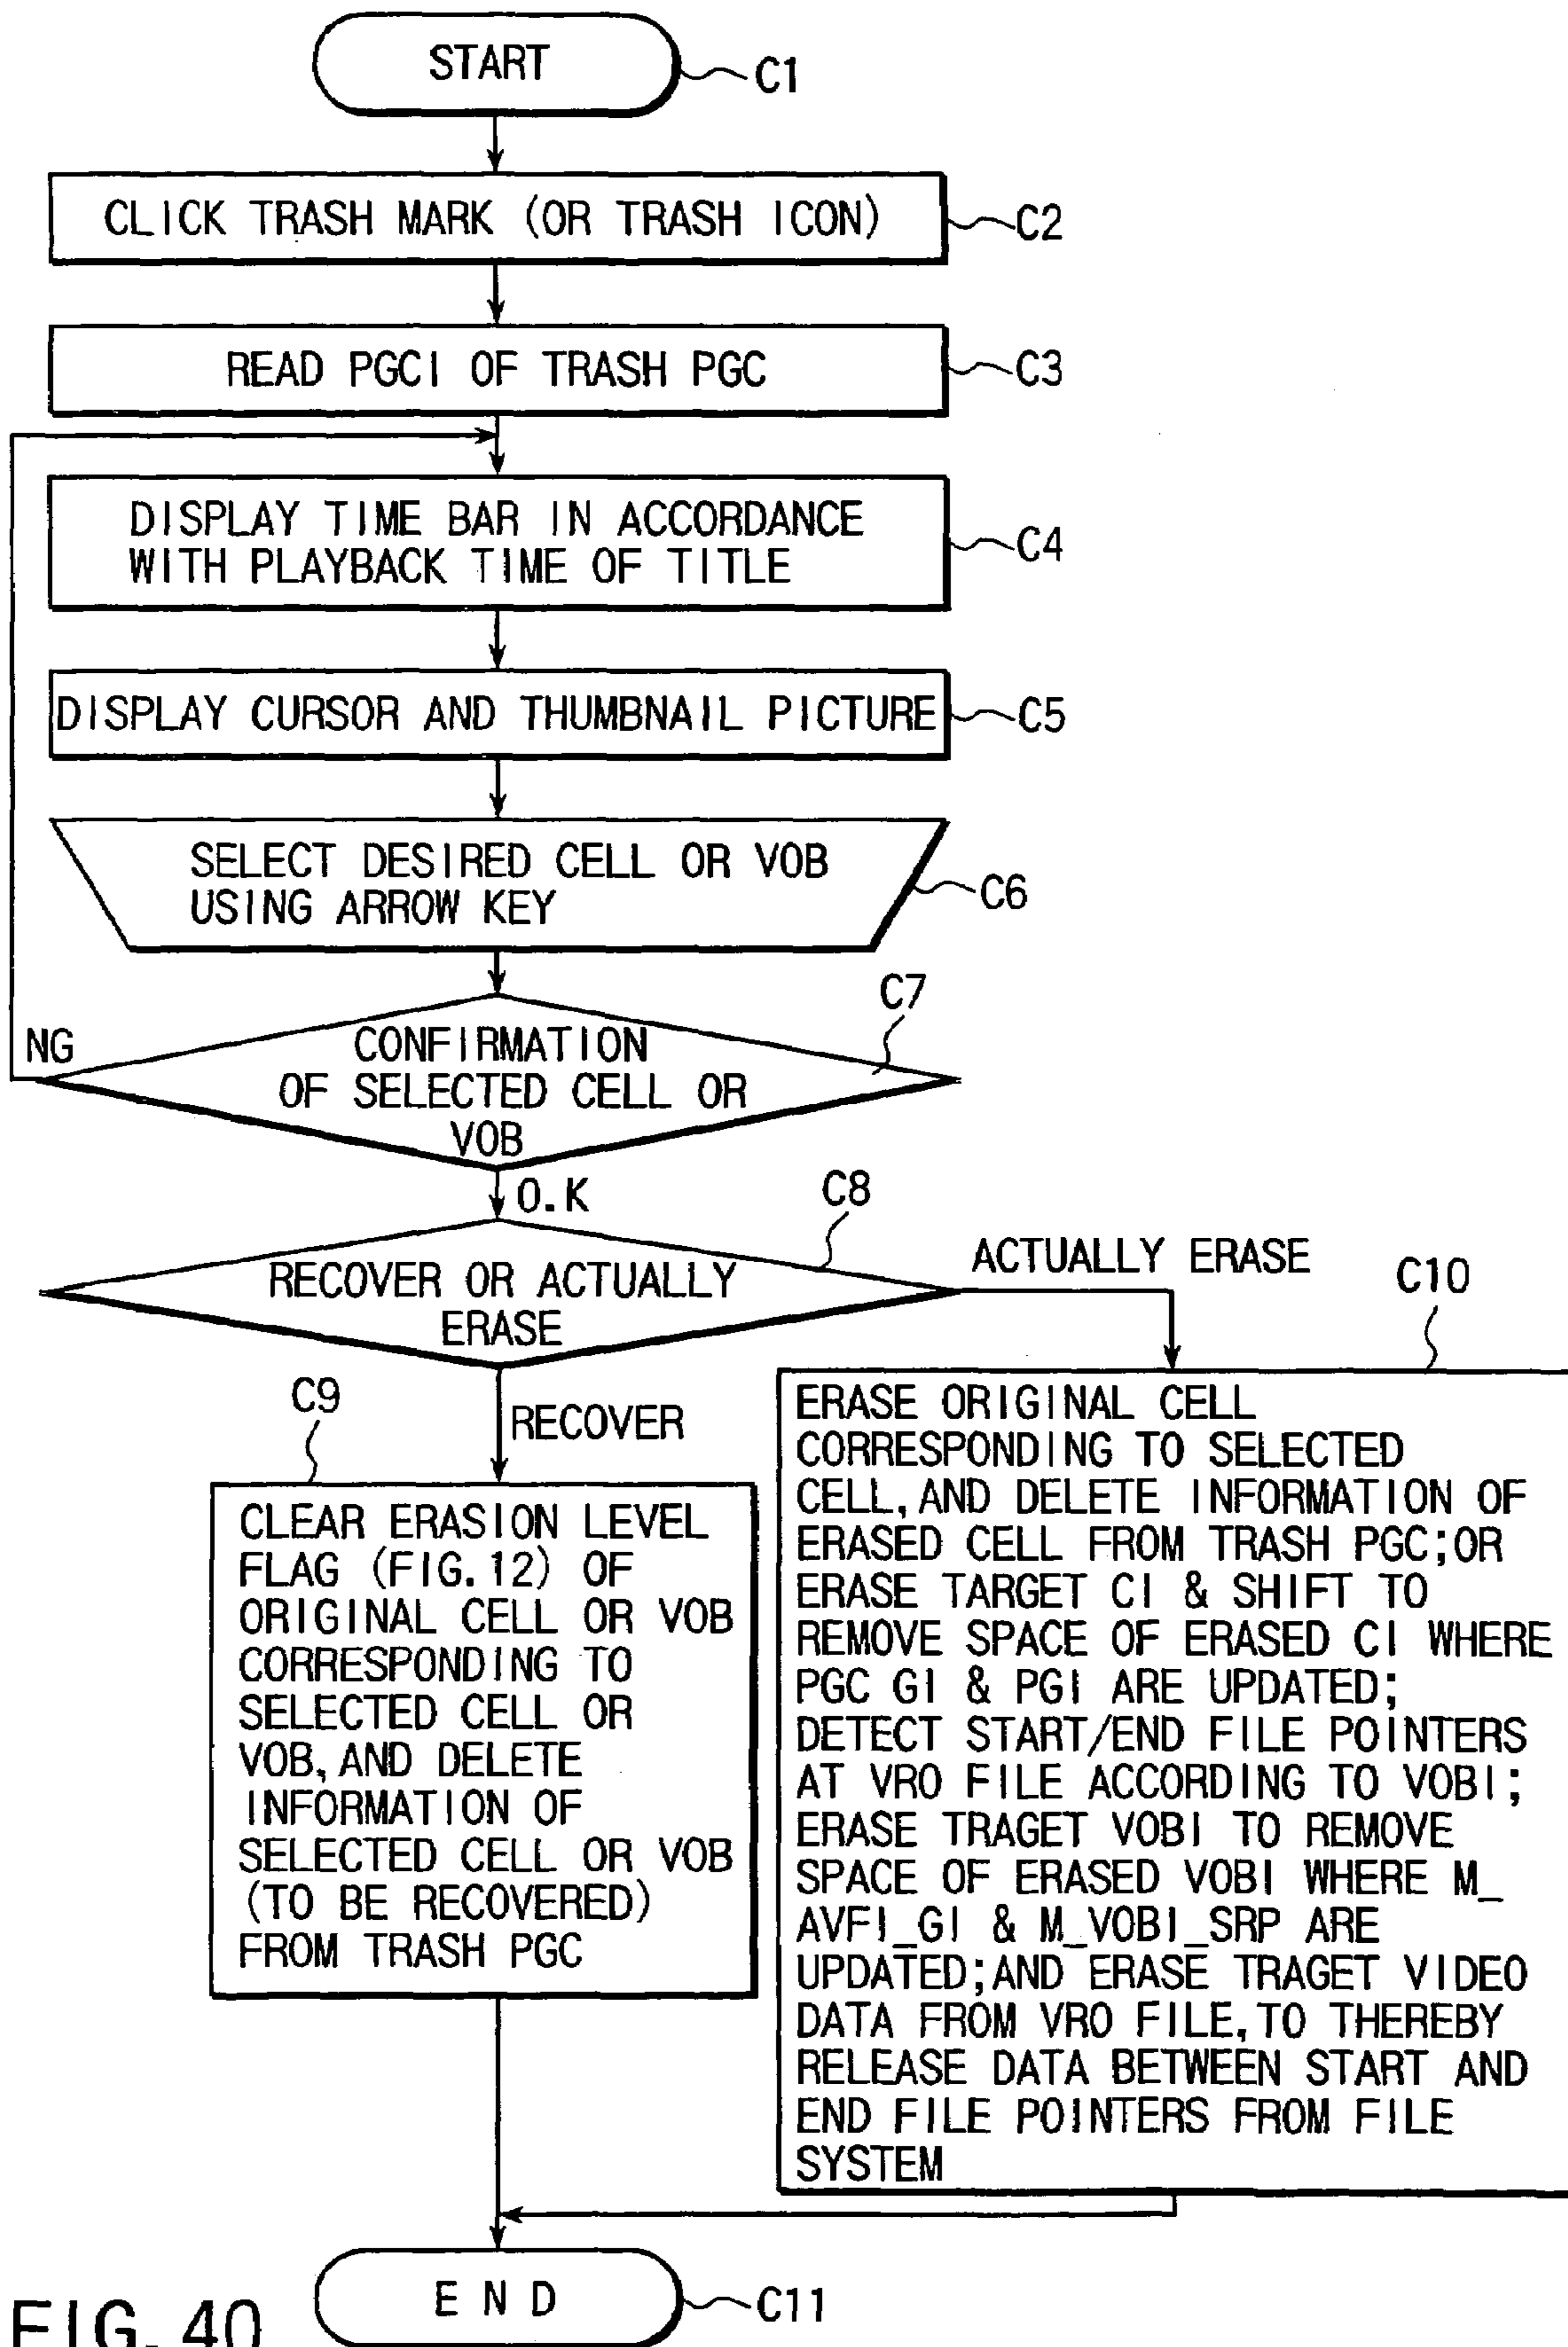 START
C1
CLICK TRASH MARK (OR TRASH ICON)
C2
READ PGCI OF TRASH PGC
C3
DISPLAY TIME BAR IN ACCORDANCE
WITH PLAYBACK TIME OF TITLE
C4
DISPLAY CURSOR AND THUMBNAIL PICTURE
C5
SELECT DESIRED CELL OR VOB
USING ARROW KEY
C6
C7
NG
CONFIRMATION
OF SELECTED CELL OR
VOB
O.K
C8
RECOVER OR ACTUALLY
ERASE
ACTUALLY ERASE
C10
C9
RECOVER
CLEAR ERASION LEVEL
FLAG (FIG.12) OF
ORIGINAL CELL OR VOB
CORRESPONDING TO
SELECTED CELL OR
VOB, AND DELETE
INFORMATION OF
SELECTED CELL OR VOB
(TO BE RECOVERED)
FROM TRASH PGC
ERASE ORIGINAL CELL
CORRESPONDING TO SELECTED
CELL, AND DELETE INFORMATION OF
ERASED CELL FROM TRASH PGC;OR
ERASE TARGET CI & SHIFT TO
REMOVE SPACE OF ERASED CI WHERE
PGC GI & PGI ARE UPDATED;
DETECT START/END FILE POINTERS
AT VRO FILE ACCORDING TO VOBI;
ERASE TRAGET VOBI TO REMOVE
SPACE OF ERASED VOBI WHERE M_
AVFI_GI & M_VOBI_SRP ARE
UPDATED;AND ERASE TRAGET VIDEO
DATA FROM VRO FILE, TO THEREBY
RELEASE DATA BETWEEN START AND
END FILE POINTERS FROM FILE
SYSTEM
END
C11
FIG. 40